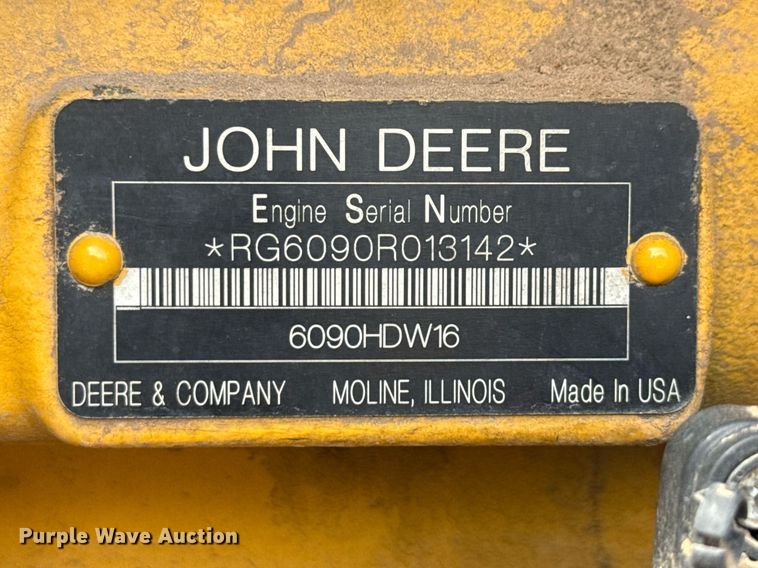 JOHN DEERE
Engine Serial Number
*RG6090R013142*
6090HDW16
DEERE & COMPANY MOLINE, ILLINOIS Made In USA
Purple Wave Auction